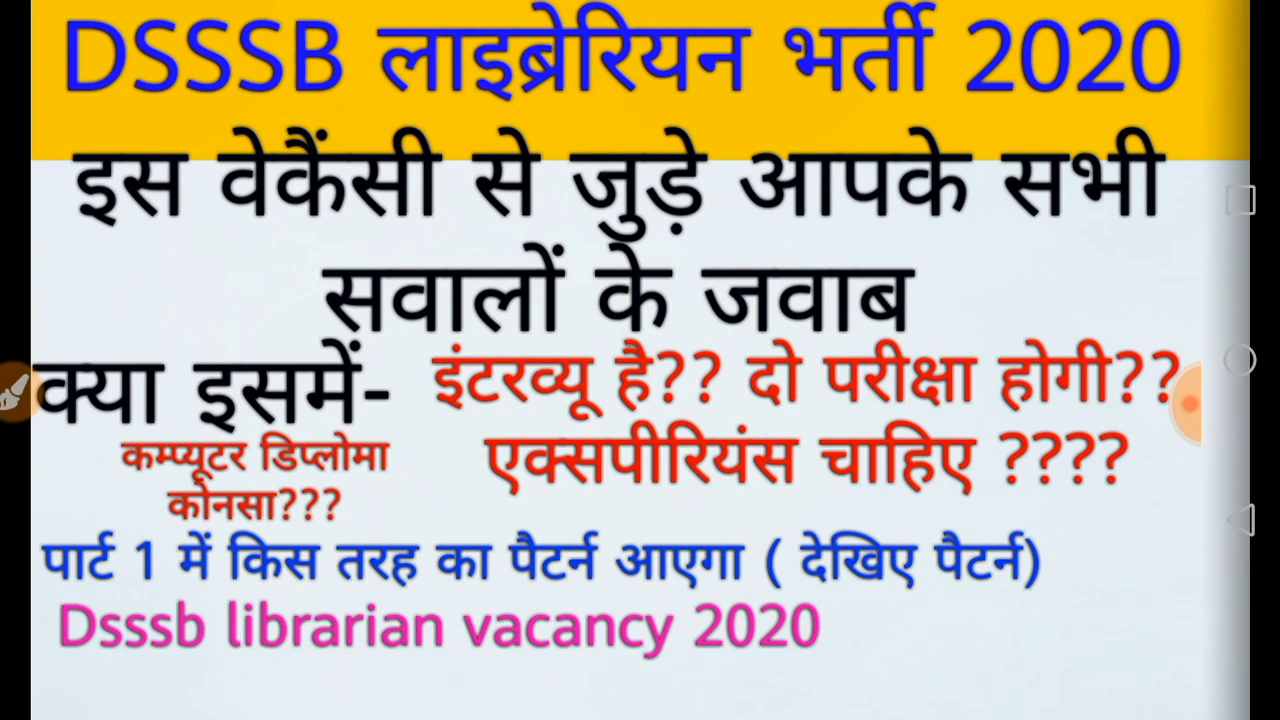 DSSSB लाइब्रेरियन भर्ती 2020
इस वेकैंसी से जुड़े आपके सभी
सवालों के जवाब
क्या इसमें- इंटरव्यू है?? दो परीक्षा होगी??
एक्सपीरियंस चाहिए ????
कम्प्यूटर डिप्लोमा
कोनसा???
पार्ट 1 में किस तरह का पैटर्न आएगा ( देखिए पैटर्न)
Dsssb librarian vacancy 2020